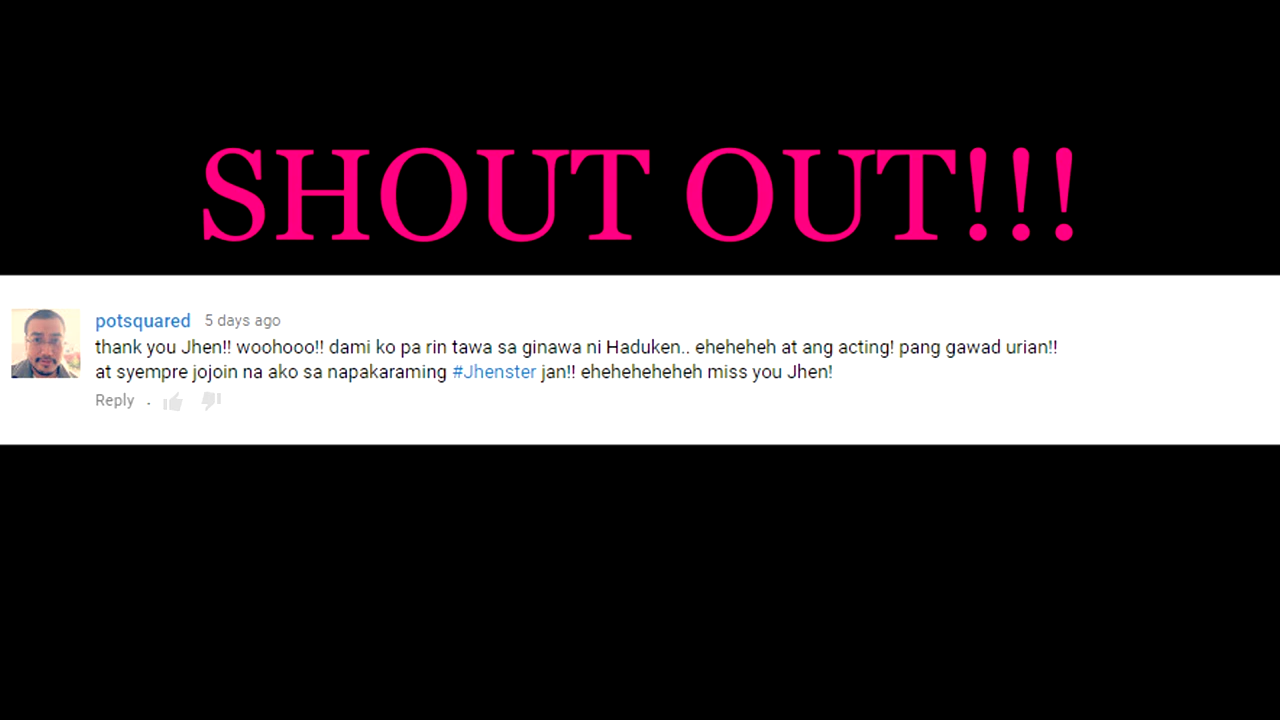 SHOUT OUT!!!
potsquared 5 days ago
thank you Jhen!! woohooo!! dami ko pa rin tawa sa ginawa ni Haduken.. eheheheh at ang acting! pang gawad urian!!
at syempre jojoin na ako sa napakaraming #Jhenster jan!! eheheheheheh miss you Jhen!
Reply .